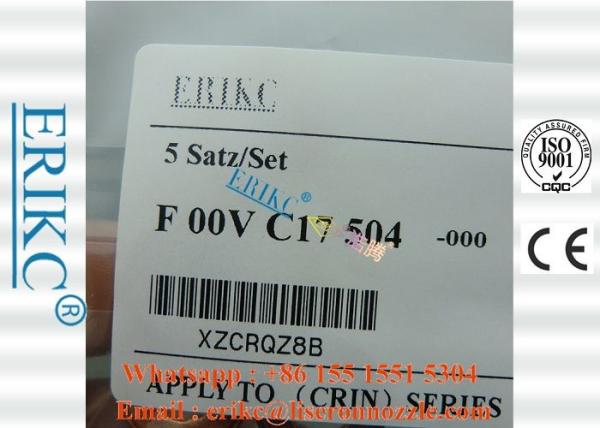 ERIKC
5 Satz/Set
ERIKC®
F 00V C17 504 -000
XZCRQZ8B
Whatsapp : +86 155 1551 5304
APPLY TO （CRIN）SERIES
Email : erikc@liseronnozzle.com
ERIKC®
QUALITY ASSURED FIRM
ISO
9001
CQC
CE